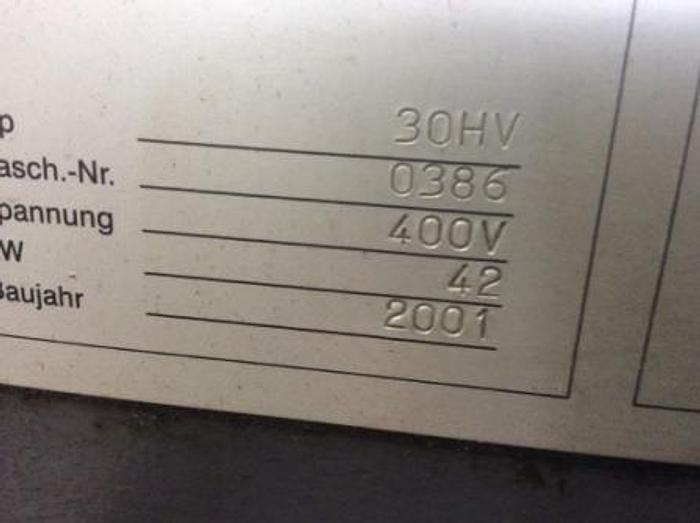 p 30HV
asch.-Nr. 0386
pannung 400V
W 42
Baujahr 2001